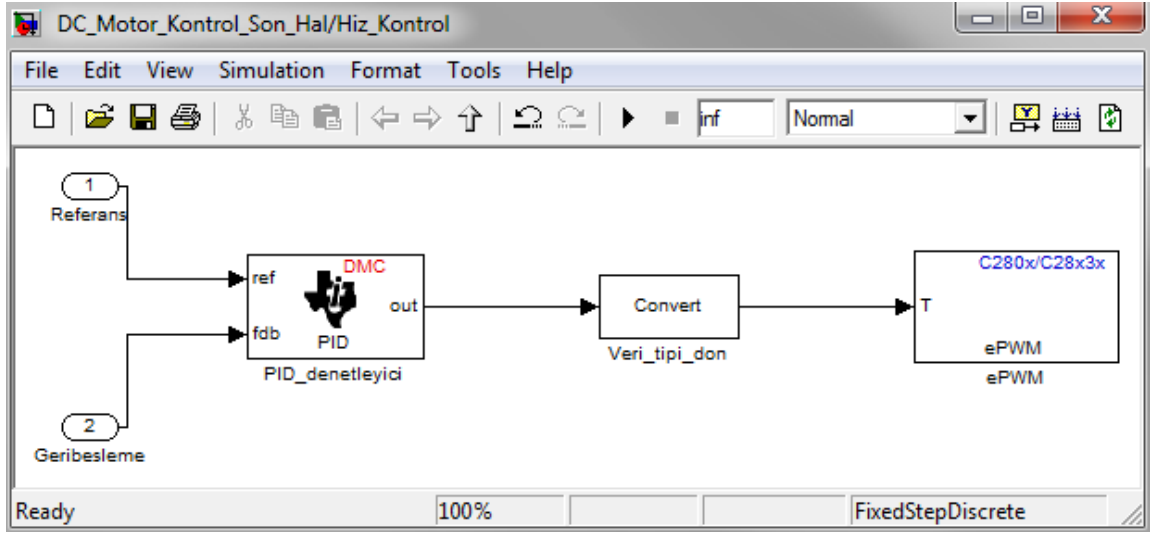 DC_Motor_Kontrol_Son_Hal/Hiz_Kontrol
File Edit View Simulation Format Tools Help
inf Normal
1
Referans
DMC
ref
out
fdb
PID
PID_denetleyici
Convert
Veri_tipi_don
C280x/C28x3x
T
ePWM
ePWM
2
Geribesleme
Ready 100% FixedStepDiscrete